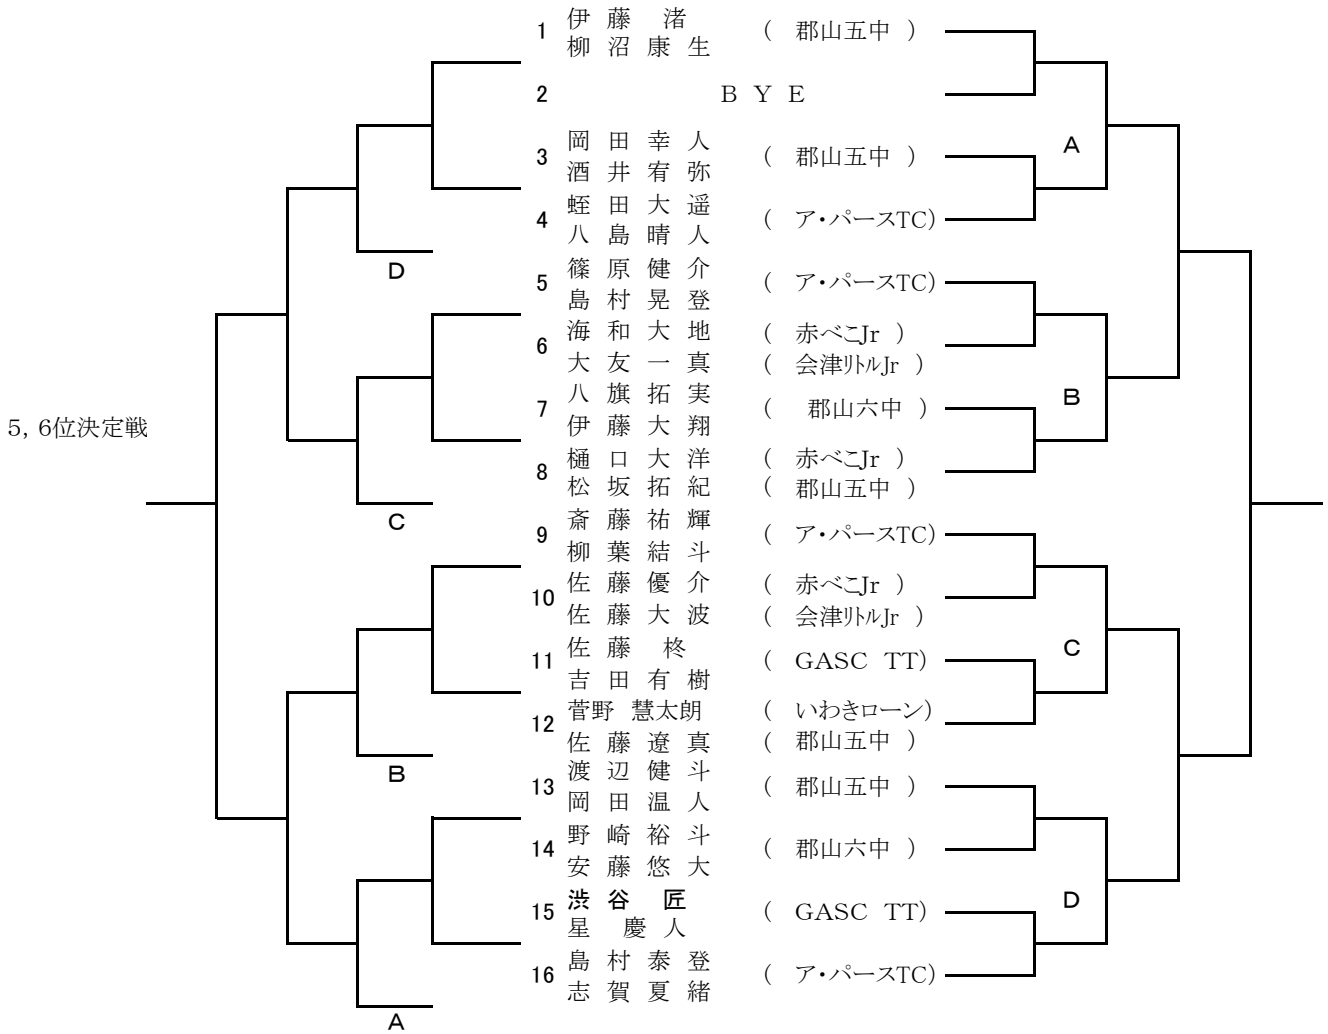 1 伊藤 渚 ( 郡山五中 )
柳沼康生
2 BYE
3 岡田幸人 ( 郡山五中 )
酒井宥弥
A
4 蛭田大遥 ( ア・パースTC)
八島晴人
D
5 篠原健介 ( ア・パースTC)
島村晃登
6 海和大地 ( 赤べこJr )
大友一真 ( 会津ﾘﾄﾙJr )
B
7 八旗拓実 ( 郡山六中 )
伊藤大翔
5, 6位決定戦
8 樋口大洋 ( 赤べこJr )
松坂拓紀 ( 郡山五中 )
C
9 斎藤祐輝 ( ア・パースTC)
柳葉結斗
10 佐藤優介 ( 赤べこJr )
佐藤大波 ( 会津ﾘﾄﾙJr )
C
11 佐藤 柊 ( GASC TT)
吉田有樹
12 菅野 慧太朗 ( いわきローン)
佐藤遼真 ( 郡山五中 )
B
13 渡辺健斗 ( 郡山五中 )
岡田温人
14 野崎裕斗 ( 郡山六中 )
安藤悠大
D
15 渋谷 匠 ( GASC TT)
星 慶人
16 島村泰登 ( ア・パースTC)
志賀夏緒
A